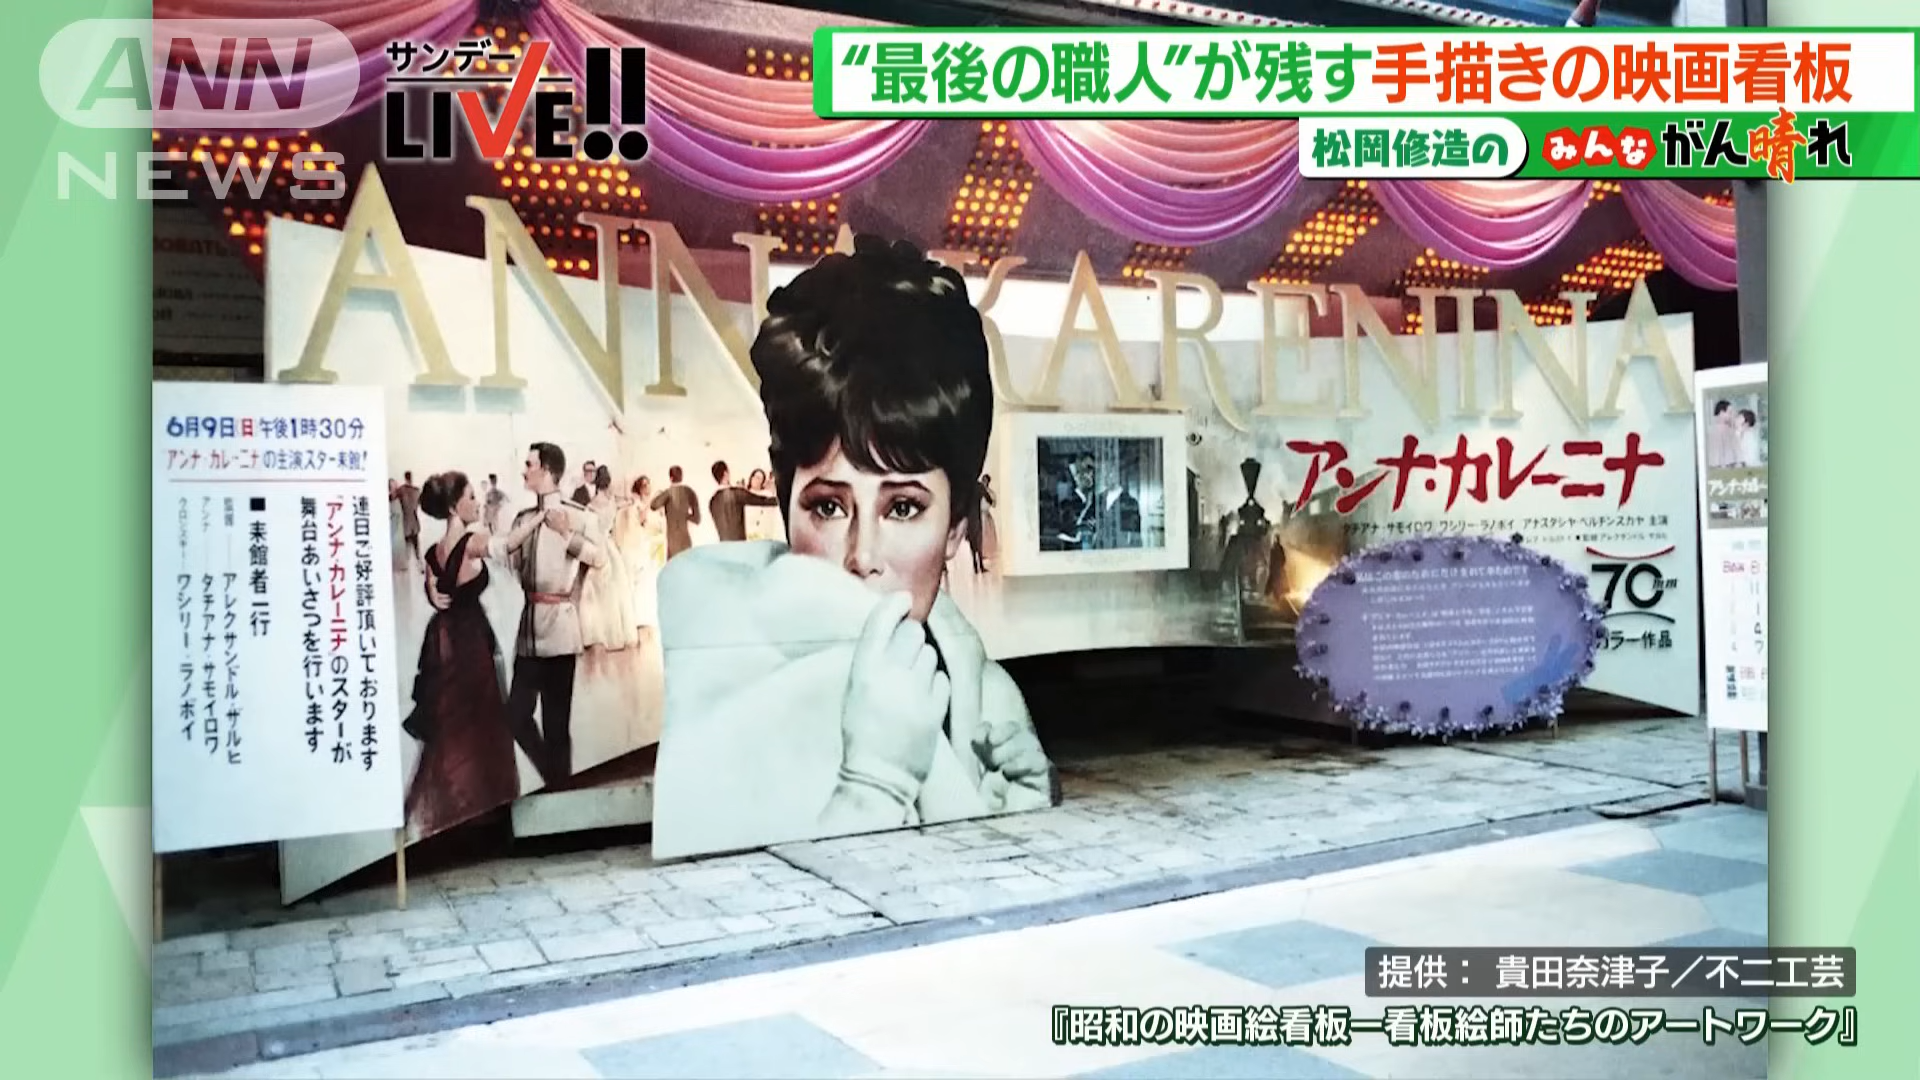 ANN
NEWS
サンデー
LIVE!!
“最後の職人”が残す手描きの映画看板
松岡修造の
みんながん晴れ
ANNA KARENINA
6月9日(日)午後1時30分
アンナ・カレーニナの主演スター来館!
連日ご好評頂いております
『アンナ・カレーニナ』のスターが
舞台あいさつを行います
■来館者一行
監督――アレクサンドル・ザルヒ
アンナ――タチアナ・サモイロワ
ウロンスキー――ワシリー・ラノボイ
アンナ・カレーニナ
タチアナ・サモイロワ ワシリー・ラノボイ アナスタシヤ・ベルチンスカヤ 主演
70mm
カラー作品
提供： 貴田奈津子／不二工芸
『昭和の映画絵看板―看板絵師たちのアートワーク』